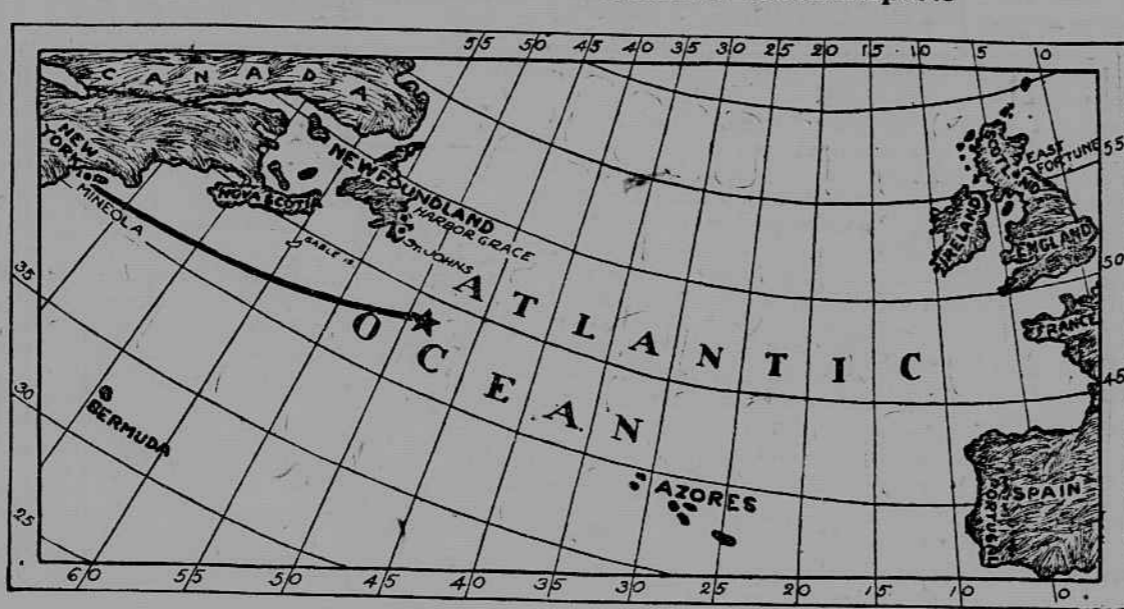 55 50 45 40 35 30 25 20 15 10 5 0
CANADA
NEW YORK
MINEOLA
NOVA SCOTIA
NEWFOUNDLAND
HARBOR GRACE
ST. JOHNS
SABLE IS
ATLANTIC
OCEAN
BERMUDA
AZORES
SCOTLAND
EAST FORTUNE
IRELAND
ENGLAND
FRANCE
SPAIN
PORTUGAL
55
50
45
35
30
25
60 55 50 45 40 35 30 25 20 15 10 0